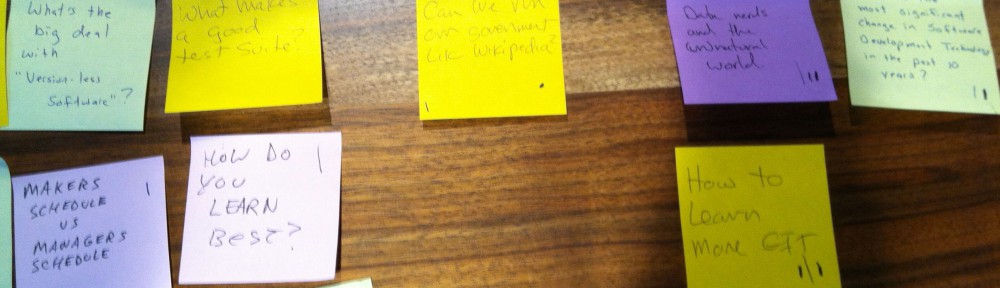 What's the
big deal
with
"Version-less
Software"?
What makes
a good
test suite?
Can we run
our government
like Wikipedia?
Data nerds
and the
unnatural
world
most significant
change in Software
Development Technology
in the past 10
years?
MAKERS
SCHEDULE
VS
MANAGERS
SCHEDULE
HOW DO
YOU
LEARN
BEST?
How to
Learn
More GIT